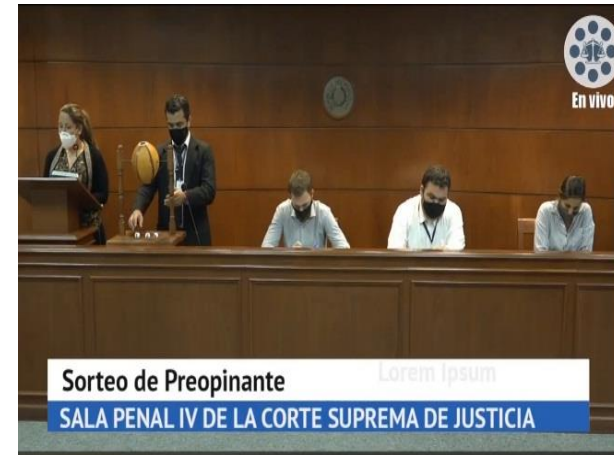 En vivo
Lorem Ipsum
Sorteo de Preopinante
SALA PENAL IV DE LA CORTE SUPREMA DE JUSTICIA